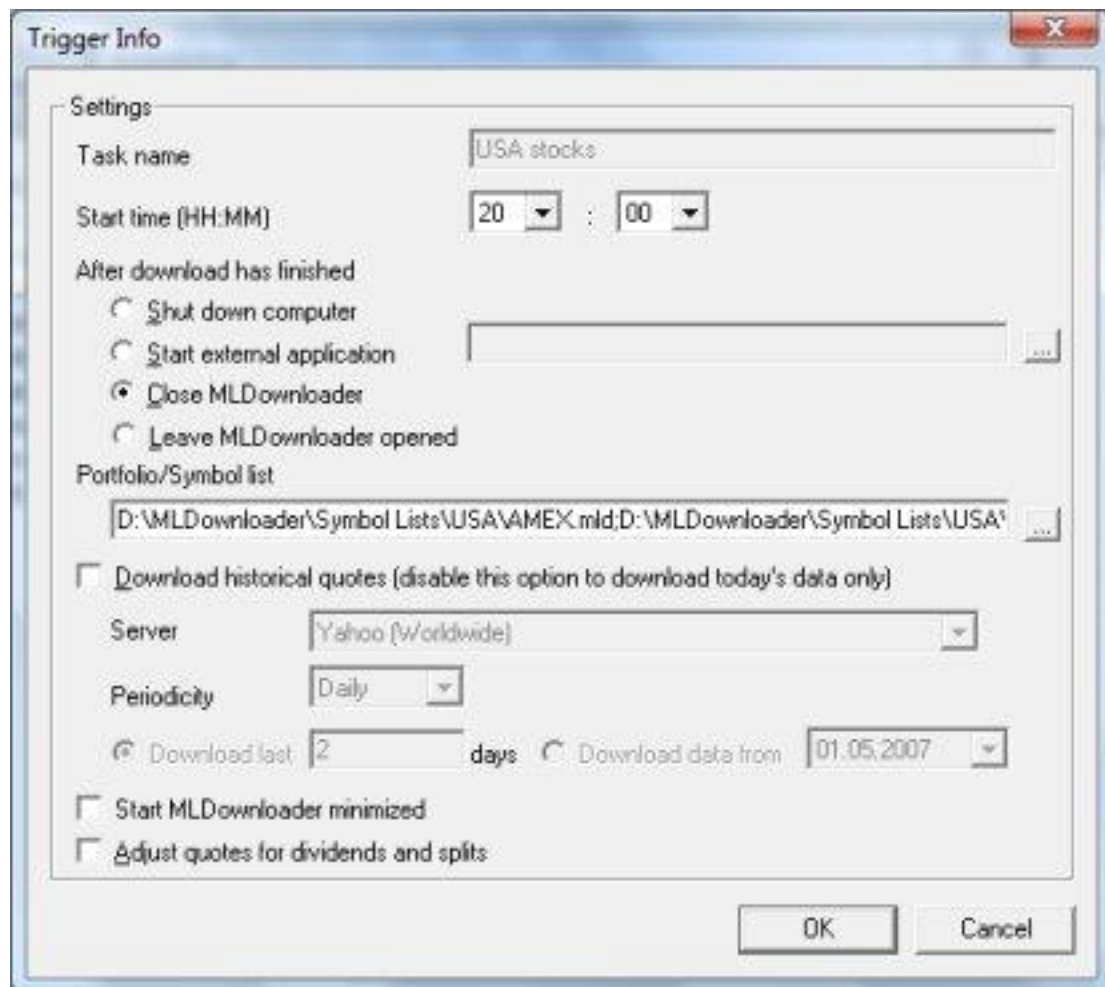 Trigger Info
Settings
Task name USA stocks
Start time (HH:MM) 20 : 00
After download has finished
Shut down computer
Start external application ...
Close MLDownloader
Leave MLDownloader opened
Portfolio/Symbol list
D:\MLDownloader\Symbol Lists\USA\AMEX.mld;D:\MLDownloader\Symbol Lists\USA\ ...
Download historical quotes (disable this option to download today's data only)
Server Yahoo (Worldwide)
Periodicity Daily
Download last 2 days Download data from 01.05.2007
Start MLDownloader minimized
Adjust quotes for dividends and splits
OK Cancel